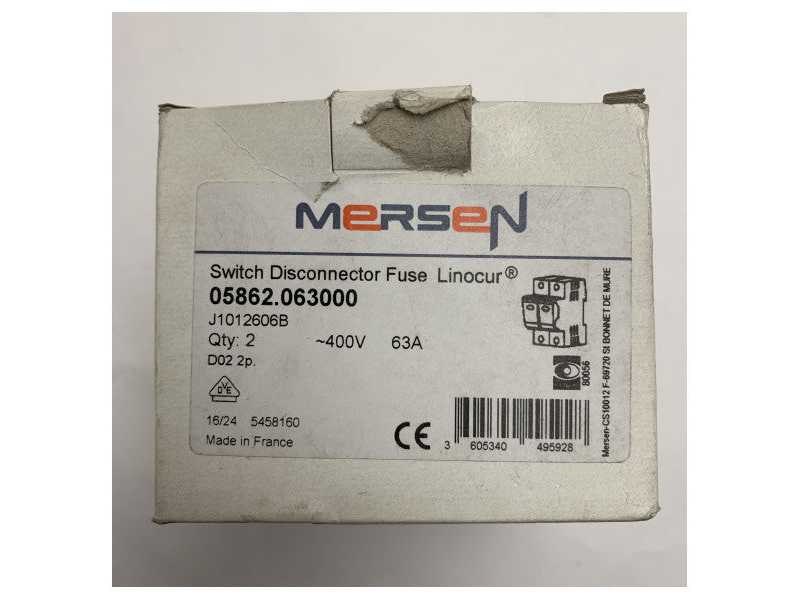 MERSEN
Switch Disconnector Fuse Linocur®
05862.063000
J1012606B
Qty: 2 ~400V 63A
D02 2p.
DVE
16/24 5458160
Made in France
CE
3 605340 495928
80056
Mersen-CS10012 F-69720 St BONNET DE MURE